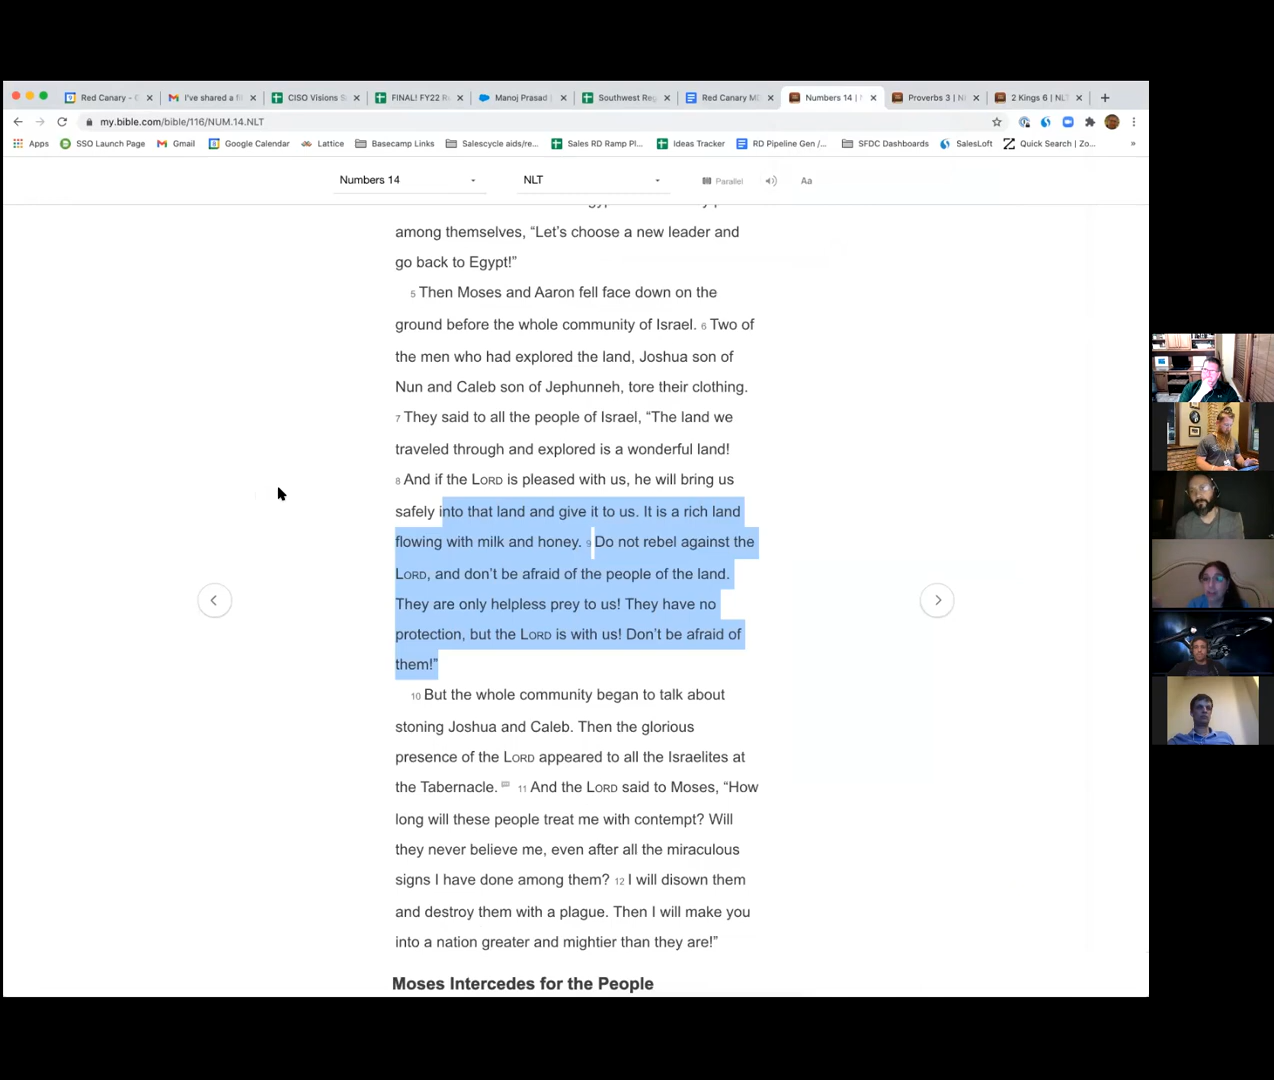 Red Canary - 
I've shared a fi
CISO Visions S
FINAL! FY22 R
Manoj Prasad |
Southwest Reg
Red Canary M
Numbers 14 |
Proverbs 3 | N
2 Kings 6 | NL
my.bible.com/bible/116/NUM.14.NLT
Apps
SSO Launch Page
Gmail
Google Calendar
Lattice
Basecamp Links
Salescycle aids/re...
Sales RD Ramp Pl...
Ideas Tracker
RD Pipeline Gen /...
SFDC Dashboards
SalesLoft
Quick Search | Zo...
»
Numbers 14
NLT
Parallel
Aa
among themselves, “Let’s choose a new leader and
go back to Egypt!”
5 Then Moses and Aaron fell face down on the
ground before the whole community of Israel. 6 Two of
the men who had explored the land, Joshua son of
Nun and Caleb son of Jephunneh, tore their clothing.
7 They said to all the people of Israel, “The land we
traveled through and explored is a wonderful land!
8 And if the LORD is pleased with us, he will bring us
safely into that land and give it to us. It is a rich land
flowing with milk and honey. 9 Do not rebel against the
LORD, and don’t be afraid of the people of the land.
They are only helpless prey to us! They have no
protection, but the LORD is with us! Don’t be afraid of
them!”
10 But the whole community began to talk about
stoning Joshua and Caleb. Then the glorious
presence of the LORD appeared to all the Israelites at
the Tabernacle. 11 And the LORD said to Moses, “How
long will these people treat me with contempt? Will
they never believe me, even after all the miraculous
signs I have done among them? 12 I will disown them
and destroy them with a plague. Then I will make you
into a nation greater and mightier than they are!”
Moses Intercedes for the People